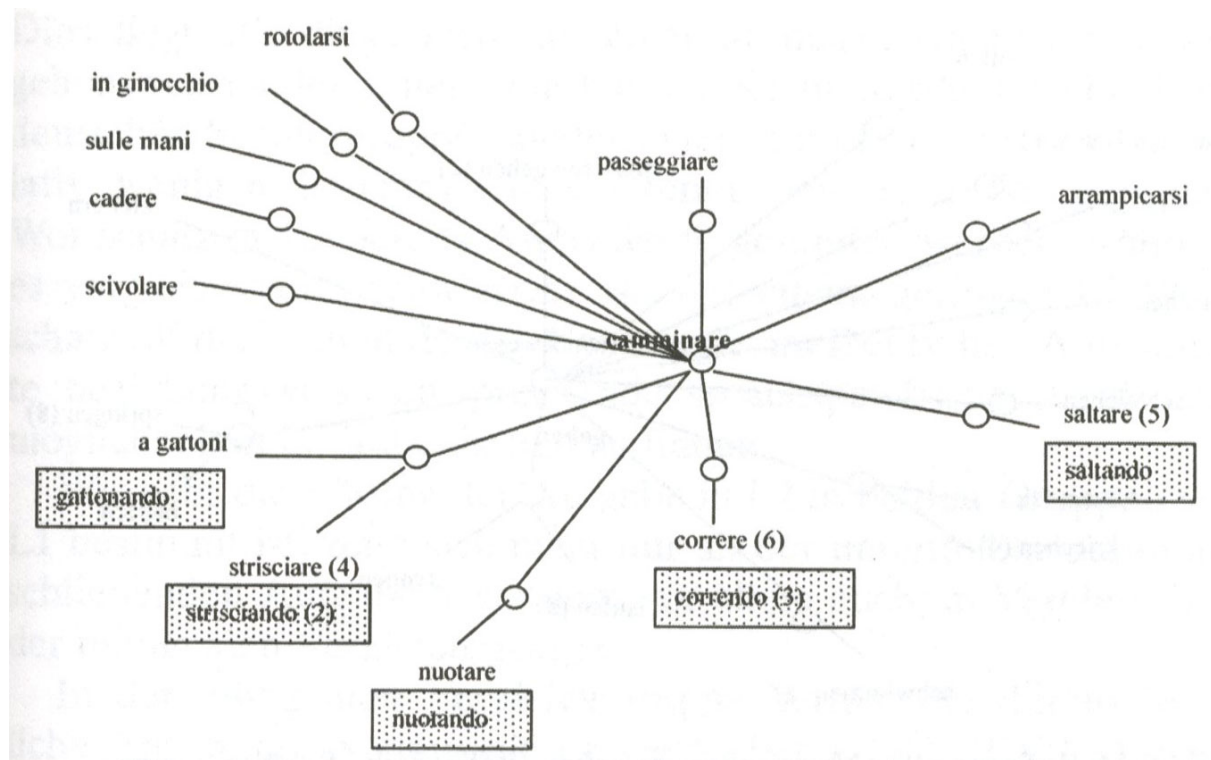 rotolarsi
in ginocchio
sulle mani
passeggiare
cadere
arrampicarsi
scivolare
camminare
saltare (5)
saltando
a gattoni
gattonando
correre (6)
correndo (3)
strisciare (4)
strisciando (2)
nuotare
nuotando